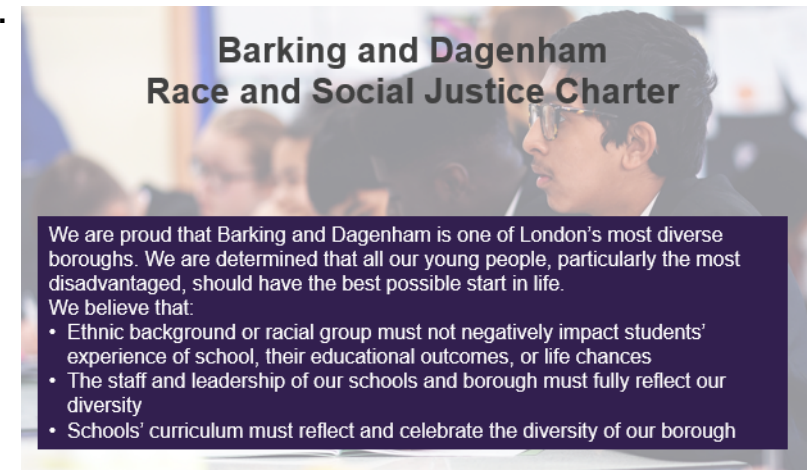 Barking and Dagenham
Race and Social Justice Charter
We are proud that Barking and Dagenham is one of London's most diverse
boroughs. We are determined that all our young people, particularly the most
disadvantaged, should have the best possible start in life.
We believe that:
• Ethnic background or racial group must not negatively impact students'
experience of school, their educational outcomes, or life chances
• The staff and leadership of our schools and borough must fully reflect our
diversity
• Schools' curriculum must reflect and celebrate the diversity of our borough